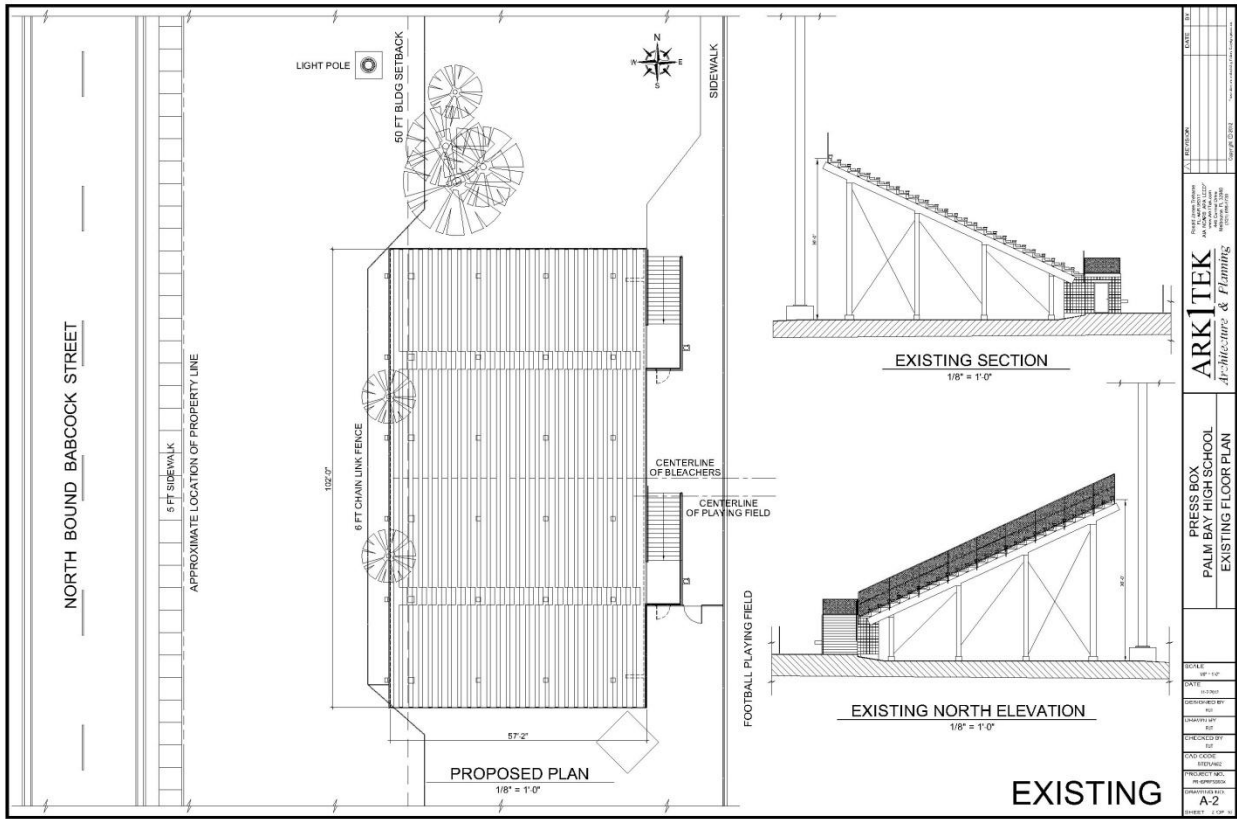 LIGHT POLE
50 FT BLDG SETBACK
N
W
E
S
SIDEWALK
NORTH BOUND BABCOCK STREET
5 FT SIDEWALK
APPROXIMATE LOCATION OF PROPERTY LINE
102'-0"
6 FT CHAIN LINK FENCE
CENTERLINE
OF BLEACHERS
CENTERLINE
OF PLAYING FIELD
FOOTBALL PLAYING FIELD
57'-2"
PROPOSED PLAN
1/8" = 1'-0"
EXISTING SECTION
1/8" = 1'-0"
EXISTING NORTH ELEVATION
1/8" = 1'-0"
EXISTING
BY
DATE
REVISION
ARK1TEK
Architecture & Planning
PRESS BOX
PALM BAY HIGH SCHOOL
EXISTING FLOOR PLAN
SCALE
DATE
DESIGNED BY
DRAWN BY
CHECKED BY
CAD CODE
PROJECT NO.
DRAWING NO.
A-2
SHEET